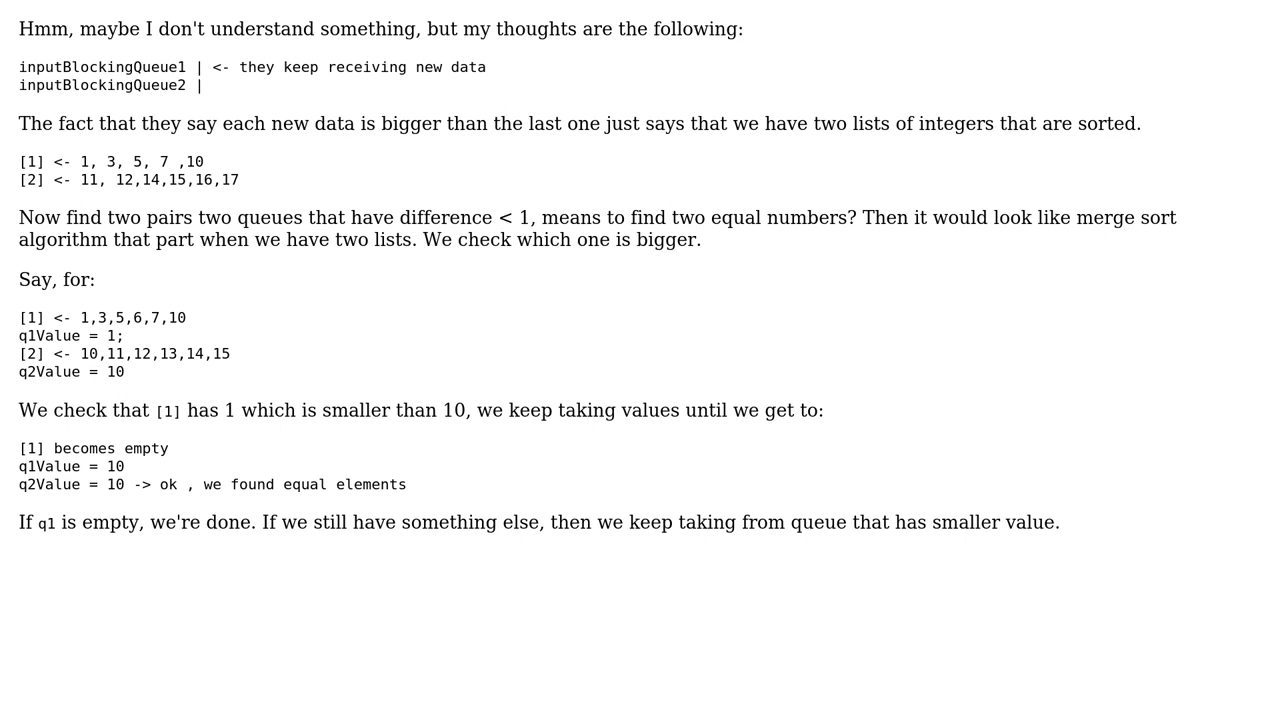 Hmm, maybe I don't understand something, but my thoughts are the following:
inputBlockingQueue1 | <- they keep receiving new data
inputBlockingQueue2 |
The fact that they say each new data is bigger than the last one just says that we have two lists of integers that are sorted.
[1] <- 1, 3, 5, 7 ,10
[2] <- 11, 12,14,15,16,17
Now find two pairs two queues that have difference < 1, means to find two equal numbers? Then it would look like merge sort
algorithm that part when we have two lists. We check which one is bigger.
Say, for:
[1] <- 1,3,5,6,7,10
q1Value = 1;
[2] <- 10,11,12,13,14,15
q2Value = 10
We check that [1] has 1 which is smaller than 10, we keep taking values until we get to:
[1] becomes empty
q1Value = 10
q2Value = 10 -> ok , we found equal elements
If q1 is empty, we're done. If we still have something else, then we keep taking from queue that has smaller value.